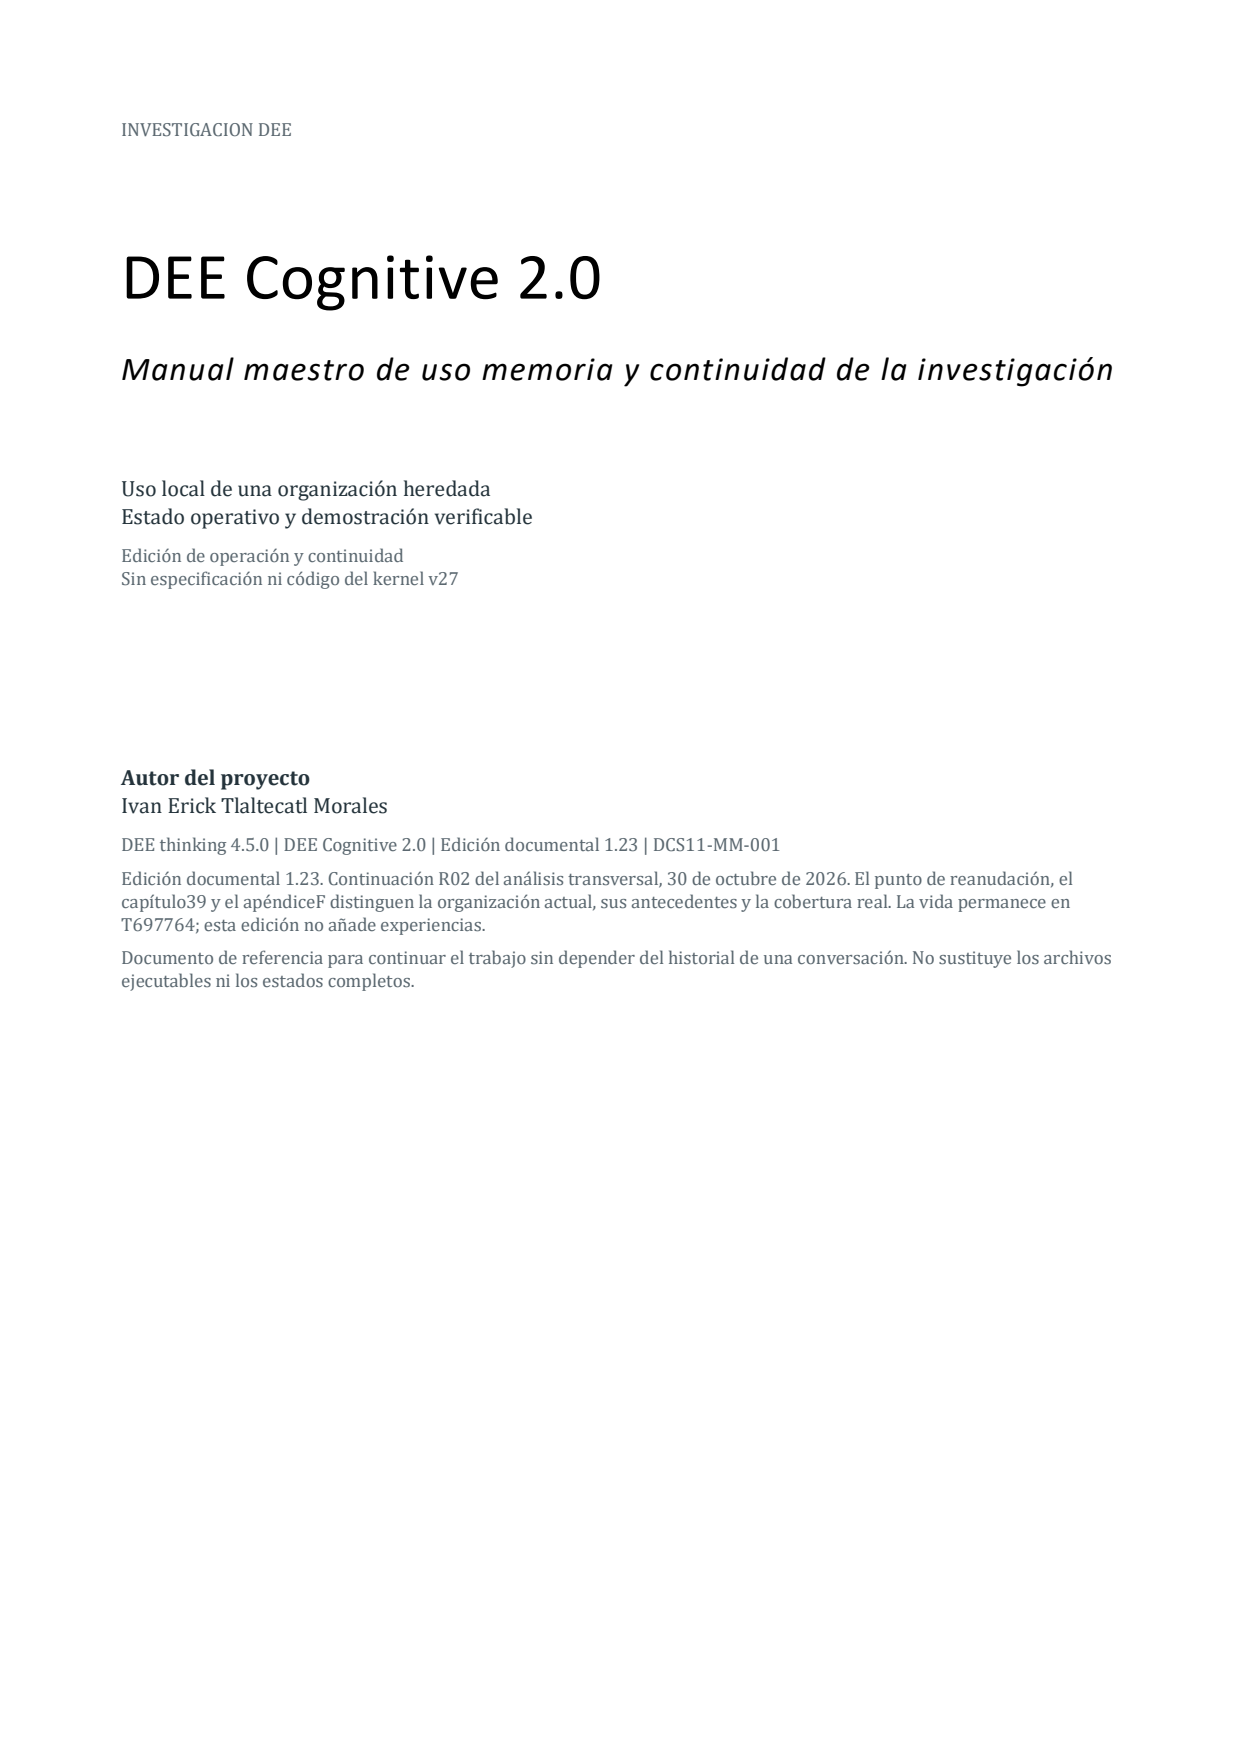 INVESTIGACION DEE
DEE Cognitive 2.0
Manual maestro de uso memoria y continuidad de la investigación
Uso local de una organización heredada
Estado operativo y demostración verificable
Edición de operación y continuidad
Sin especificación ni código del kernel v27
Autor del proyecto
Ivan Erick Tlaltecatl Morales
DEE thinking 4.5.0 | DEE Cognitive 2.0 | Edición documental 1.23 | DCS11-MM-001
Edición documental 1.23. Continuación R02 del análisis transversal, 30 de octubre de 2026. El punto de reanudación, el
capítulo39 y el apéndiceF distinguen la organización actual, sus antecedentes y la cobertura real. La vida permanece en
T697764; esta edición no añade experiencias.
Documento de referencia para continuar el trabajo sin depender del historial de una conversación. No sustituye los archivos
ejecutables ni los estados completos.